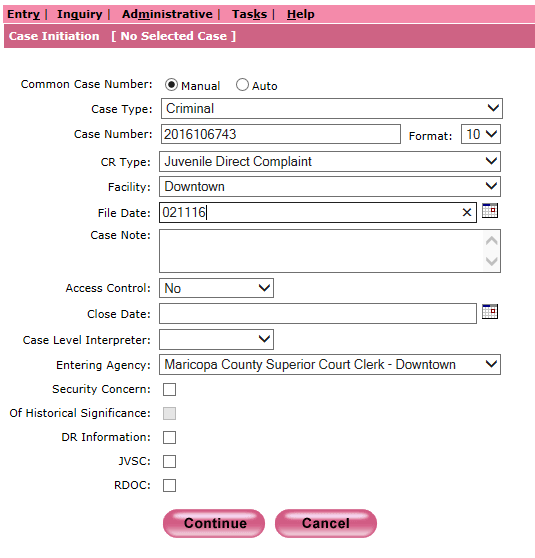 Entry | Inquiry | Administrative | Tasks | Help
Case Initiation [ No Selected Case ]
Common Case Number: Manual Auto
Case Type: Criminal
Case Number: 2016106743 Format: 10
CR Type: Juvenile Direct Complaint
Facility: Downtown
File Date: 021116
Case Note:
Access Control: No
Close Date:
Case Level Interpreter:
Entering Agency: Maricopa County Superior Court Clerk - Downtown
Security Concern:
Of Historical Significance:
DR Information:
JVSC:
RDOC:
Continue Cancel